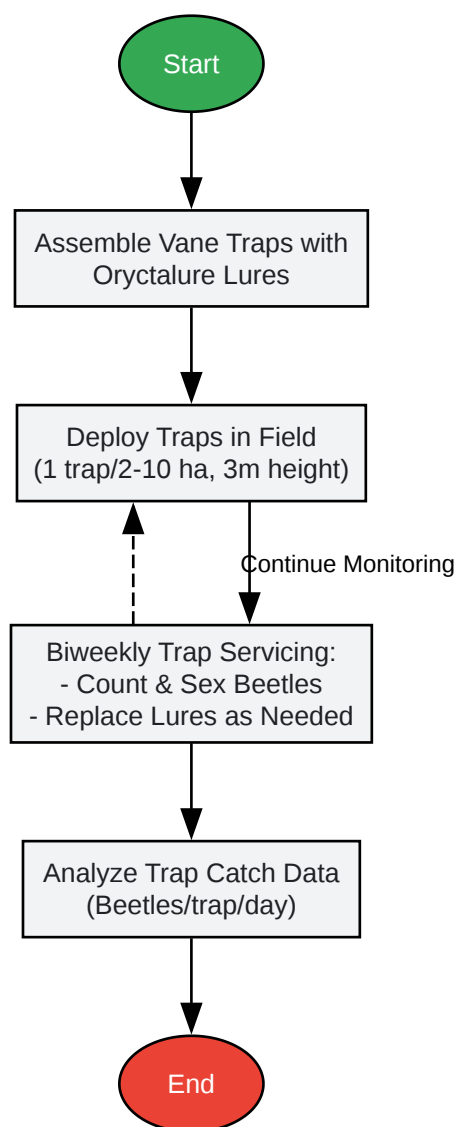 Start
Assemble Vane Traps with
Oryctalure Lures
Deploy Traps in Field
(1 trap/2-10 ha, 3m height)
Continue Monitoring
Biweekly Trap Servicing:
- Count & Sex Beetles
- Replace Lures as Needed
Analyze Trap Catch Data
(Beetles/trap/day)
End